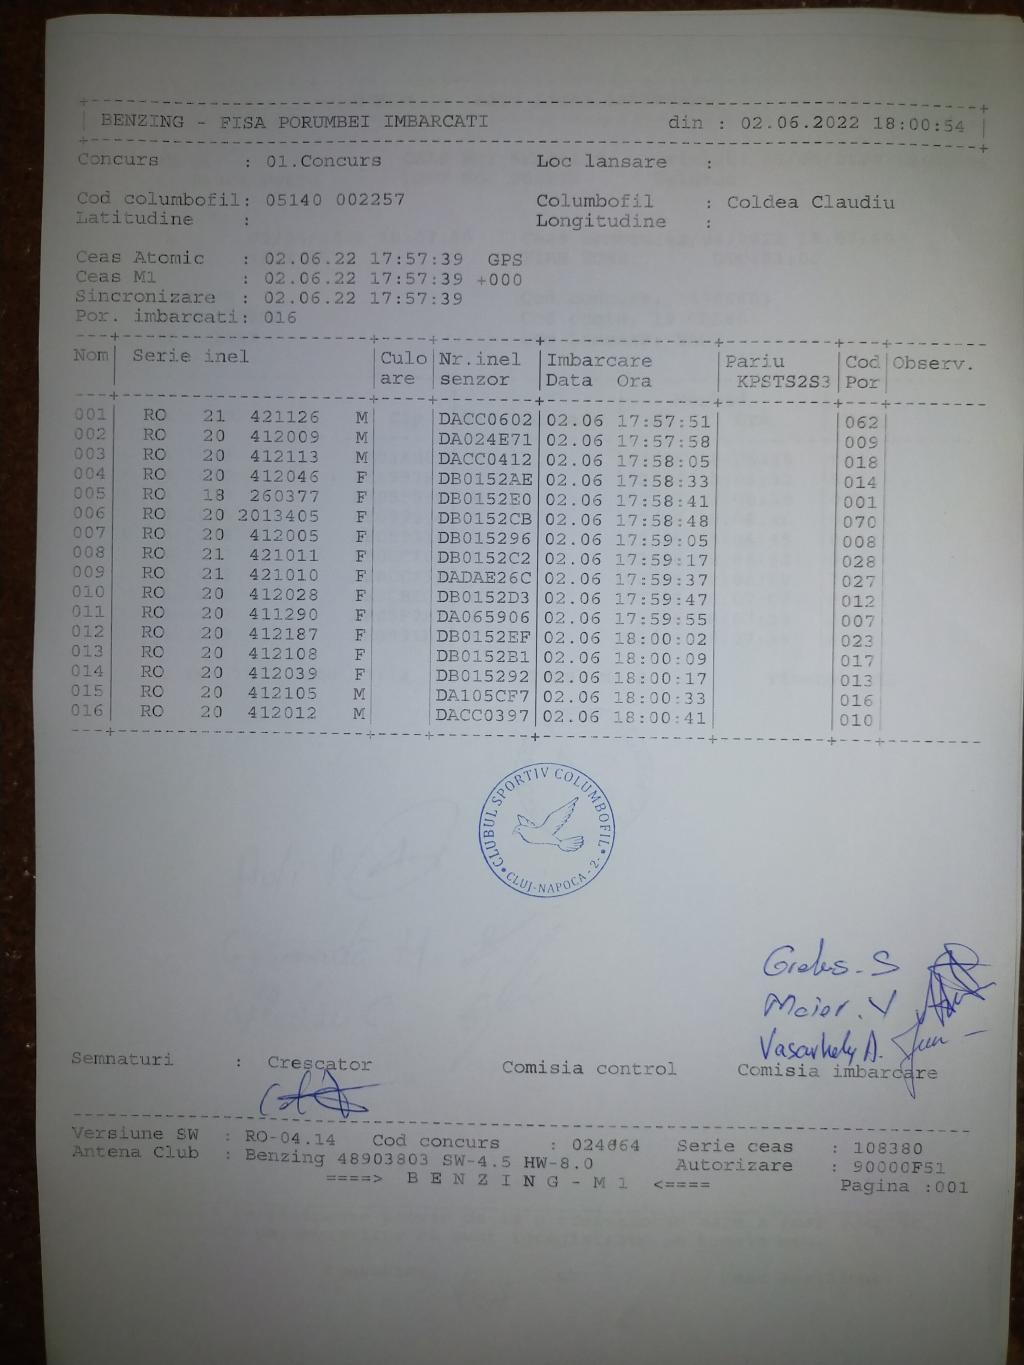 BENZING - FISA PORUMBEI IMBARCATI din : 02.06.2022 18:00:54
Concurs : 01.Concurs Loc lansare :
Cod columbofil: 05140 002257 Columbofil : Coldea Claudiu
Latitudine : Longitudine :
Ceas Atomic : 02.06.22 17:57:39 GPS
Ceas M1 : 02.06.22 17:57:39 +000
Sincronizare : 02.06.22 17:57:39
Por. imbarcati: 016
Nom Serie inel Culo Nr.inel Imbarcare Pariu Cod Observ.
are senzor Data Ora KPSTS2S3 Por
001 RO 21 421126 M DACC0602 02.06 17:57:51 062
002 RO 20 412009 M DA024E71 02.06 17:57:58 009
003 RO 20 412113 M DACC0412 02.06 17:58:05 018
004 RO 20 412046 F DB0152AE 02.06 17:58:33 014
005 RO 18 260377 F DB0152E0 02.06 17:58:41 001
006 RO 20 2013405 F DB0152CB 02.06 17:58:48 070
007 RO 20 412005 F DB015296 02.06 17:59:05 008
008 RO 21 421011 F DB0152C2 02.06 17:59:17 028
009 RO 21 421010 F DADAE26C 02.06 17:59:37 027
010 RO 20 412028 F DB0152D3 02.06 17:59:47 012
011 RO 20 411290 F DA065906 02.06 17:59:55 007
012 RO 20 412187 F DB0152EF 02.06 18:00:02 023
013 RO 20 412108 F DB0152B1 02.06 18:00:09 017
014 RO 20 412039 F DB015292 02.06 18:00:17 013
015 RO 20 412105 M DA105CF7 02.06 18:00:33 016
016 RO 20 412012 M DACC0397 02.06 18:00:41 010
CLUBUL SPORTIV COLUMBOFIL
CLUJ-NAPOCA -2-
Maier. V
Vasarhely A.
Semnaturi : Crescator Comisia control Comisia imbarcare
Versiune SW : RO-04.14 Cod concurs : 024064 Serie ceas : 108380
Antena Club : Benzing 48903803 SW-4.5 HW-8.0 Autorizare : 90000F51
====> B E N Z I N G - M 1 <==== Pagina :001